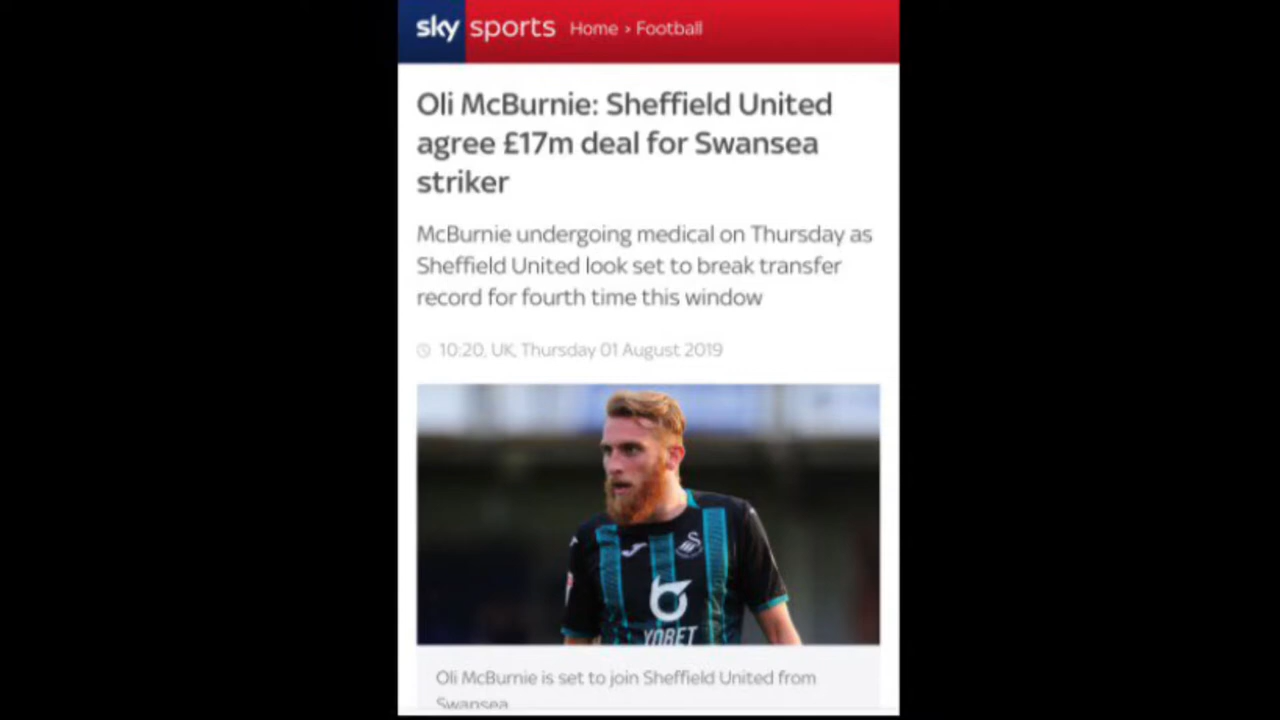 sky sports Home > Football
Oli McBurnie: Sheffield United
agree £17m deal for Swansea
striker
McBurnie undergoing medical on Thursday as
Sheffield United look set to break transfer
record for fourth time this window
10:20, UK, Thursday 01 August 2019
YOBET
Oli McBurnie is set to join Sheffield United from
Swansea